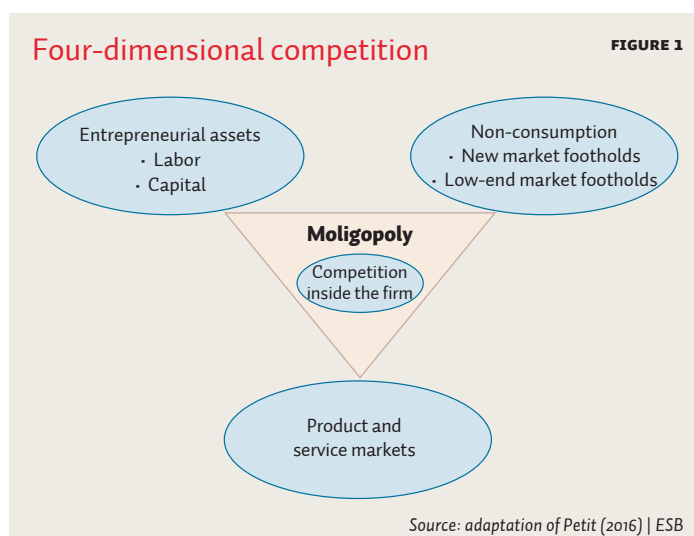 Four-dimensional competition
FIGURE 1
Entrepreneurial assets
· Labor
· Capital
Non-consumption
· New market footholds
· Low-end market footholds
Moligopoly
Competition
inside the firm
Product and
service markets
Source: adaptation of Petit (2016) | ESB